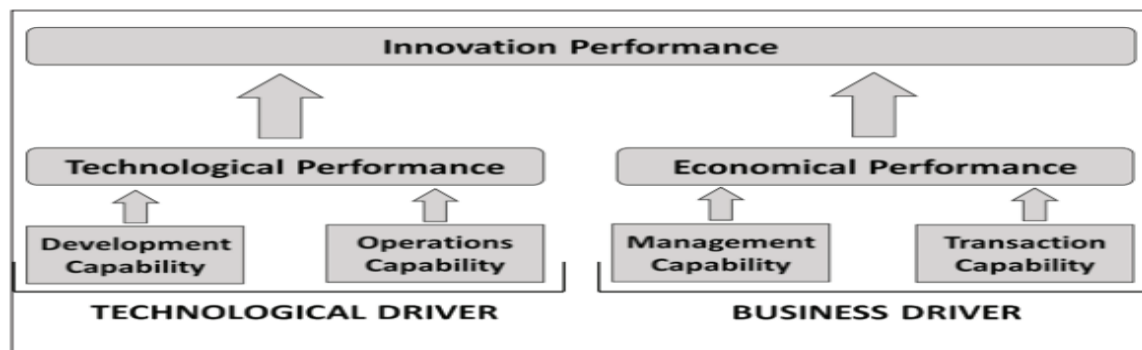 Innovation Performance
Technological Performance
Economical Performance
Development
Capability
Operations
Capability
Management
Capability
Transaction
Capability
TECHNOLOGICAL DRIVER
BUSINESS DRIVER